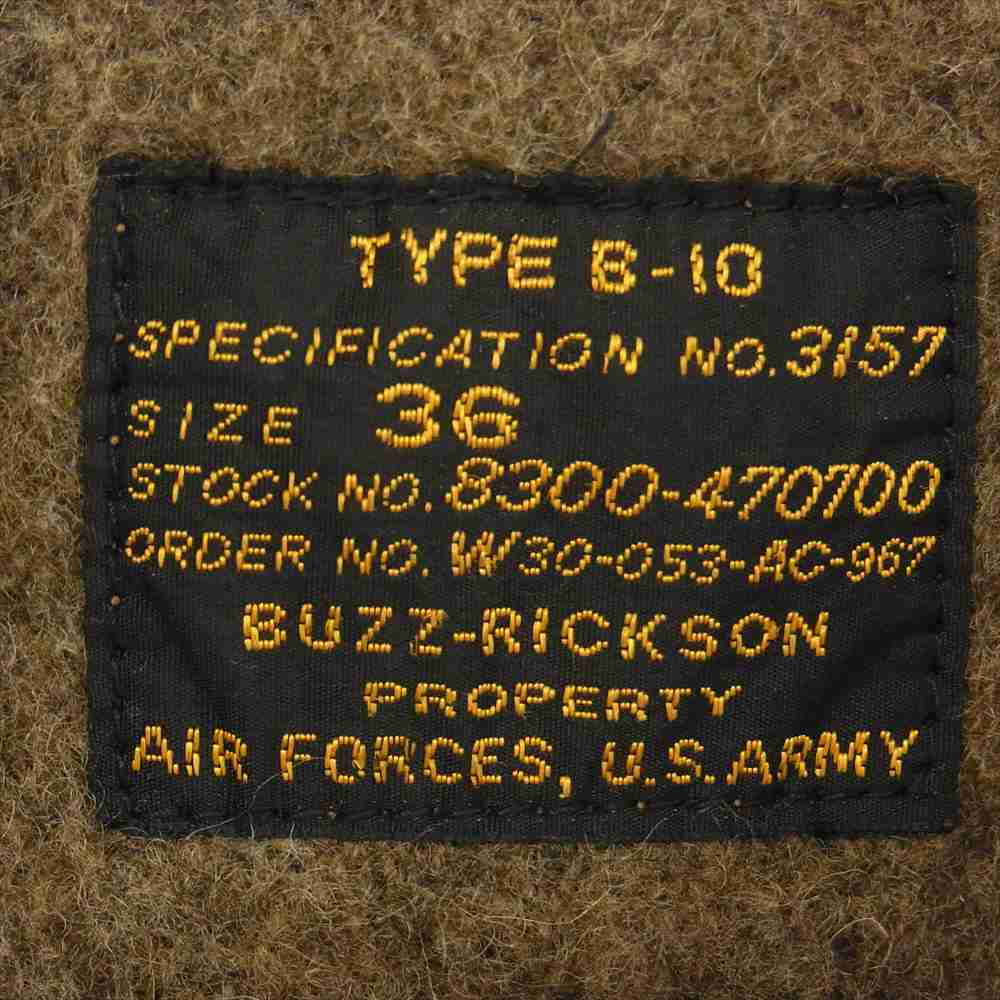 TYPE B-10
SPECIFICATION NO. 3157
SIZE 36
STOCK NO. 8300-470700
ORDER NO. W30-053-AC-967
BUZZ-RICKSON
PROPERTY
AIR FORCES, U.S. ARMY